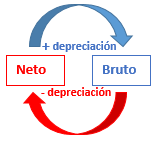 + depreciación
Neto
Bruto
- depreciación